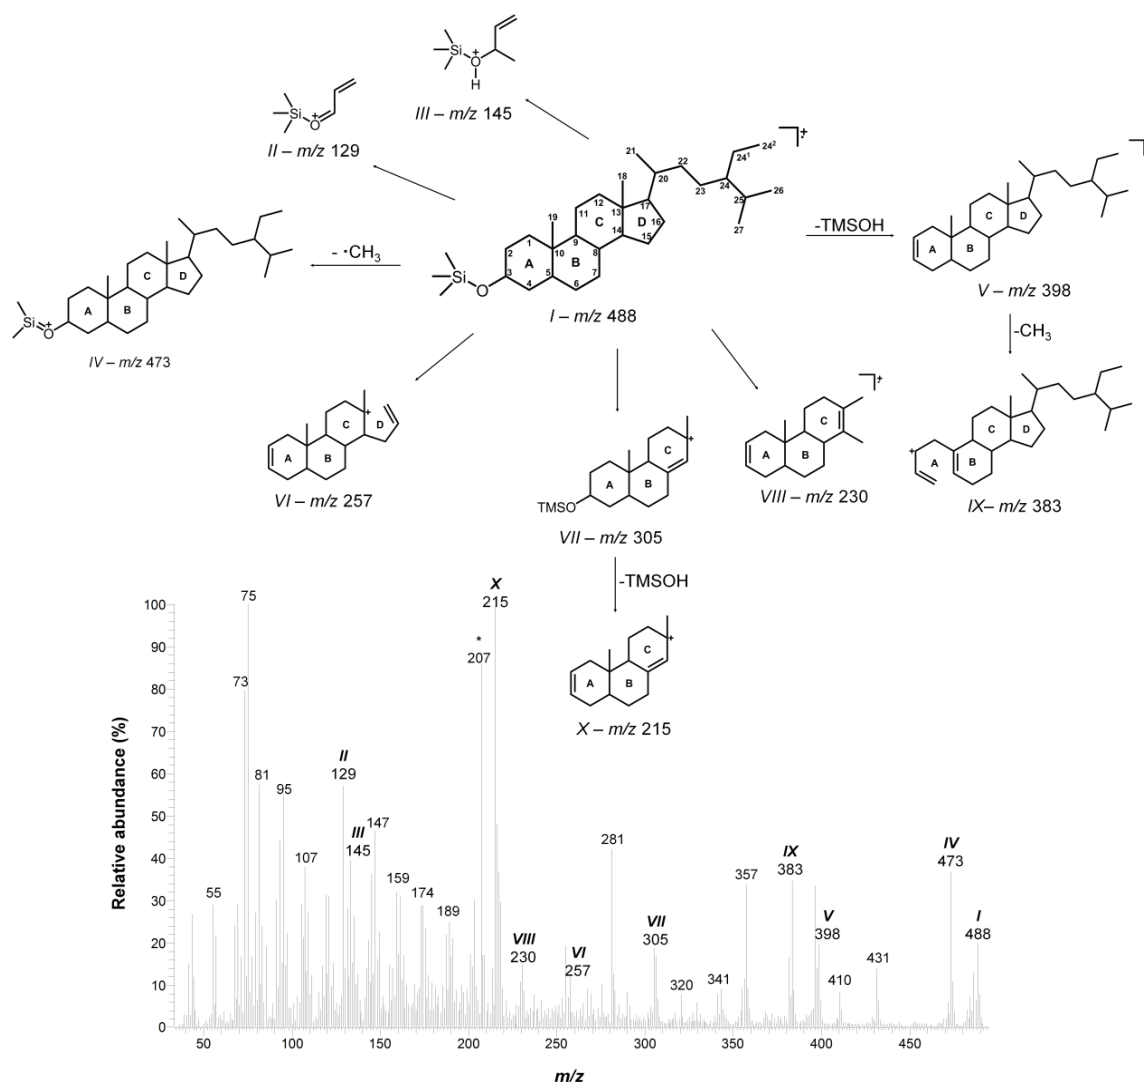 Si
O
+
H
III – m/z 145
Si
O
+
II – m/z 129
Si
O
+
A
B
C
D
IV – m/z 473
- •CH₃
Si
O
A
B
C
D
1
2
3
4
5
6
7
8
9
10
11
12
13
14
15
16
17
18
19
20
21
22
23
24
24¹
24²
25
26
27
+•
I – m/z 488
-TMSOH
A
B
C
D
V – m/z 398
-CH₃
+
A
B
C
D
IX– m/z 383
A
B
C
D
+
VI – m/z 257
TMSO
A
B
C
+
VII – m/z 305
A
B
C
+•
VIII – m/z 230
-TMSOH
A
B
C
+
X – m/z 215
Relative abundance (%)
100
90
80
70
60
50
40
30
20
10
0
55
73
75
81
95
107
II
129
III
145
147
159
174
189
*
207
X
215
VIII
230
VI
257
281
VII
305
320
341
357
IX
383
V
398
410
431
IV
473
I
488
50
100
150
200
250
300
350
400
450
m/z